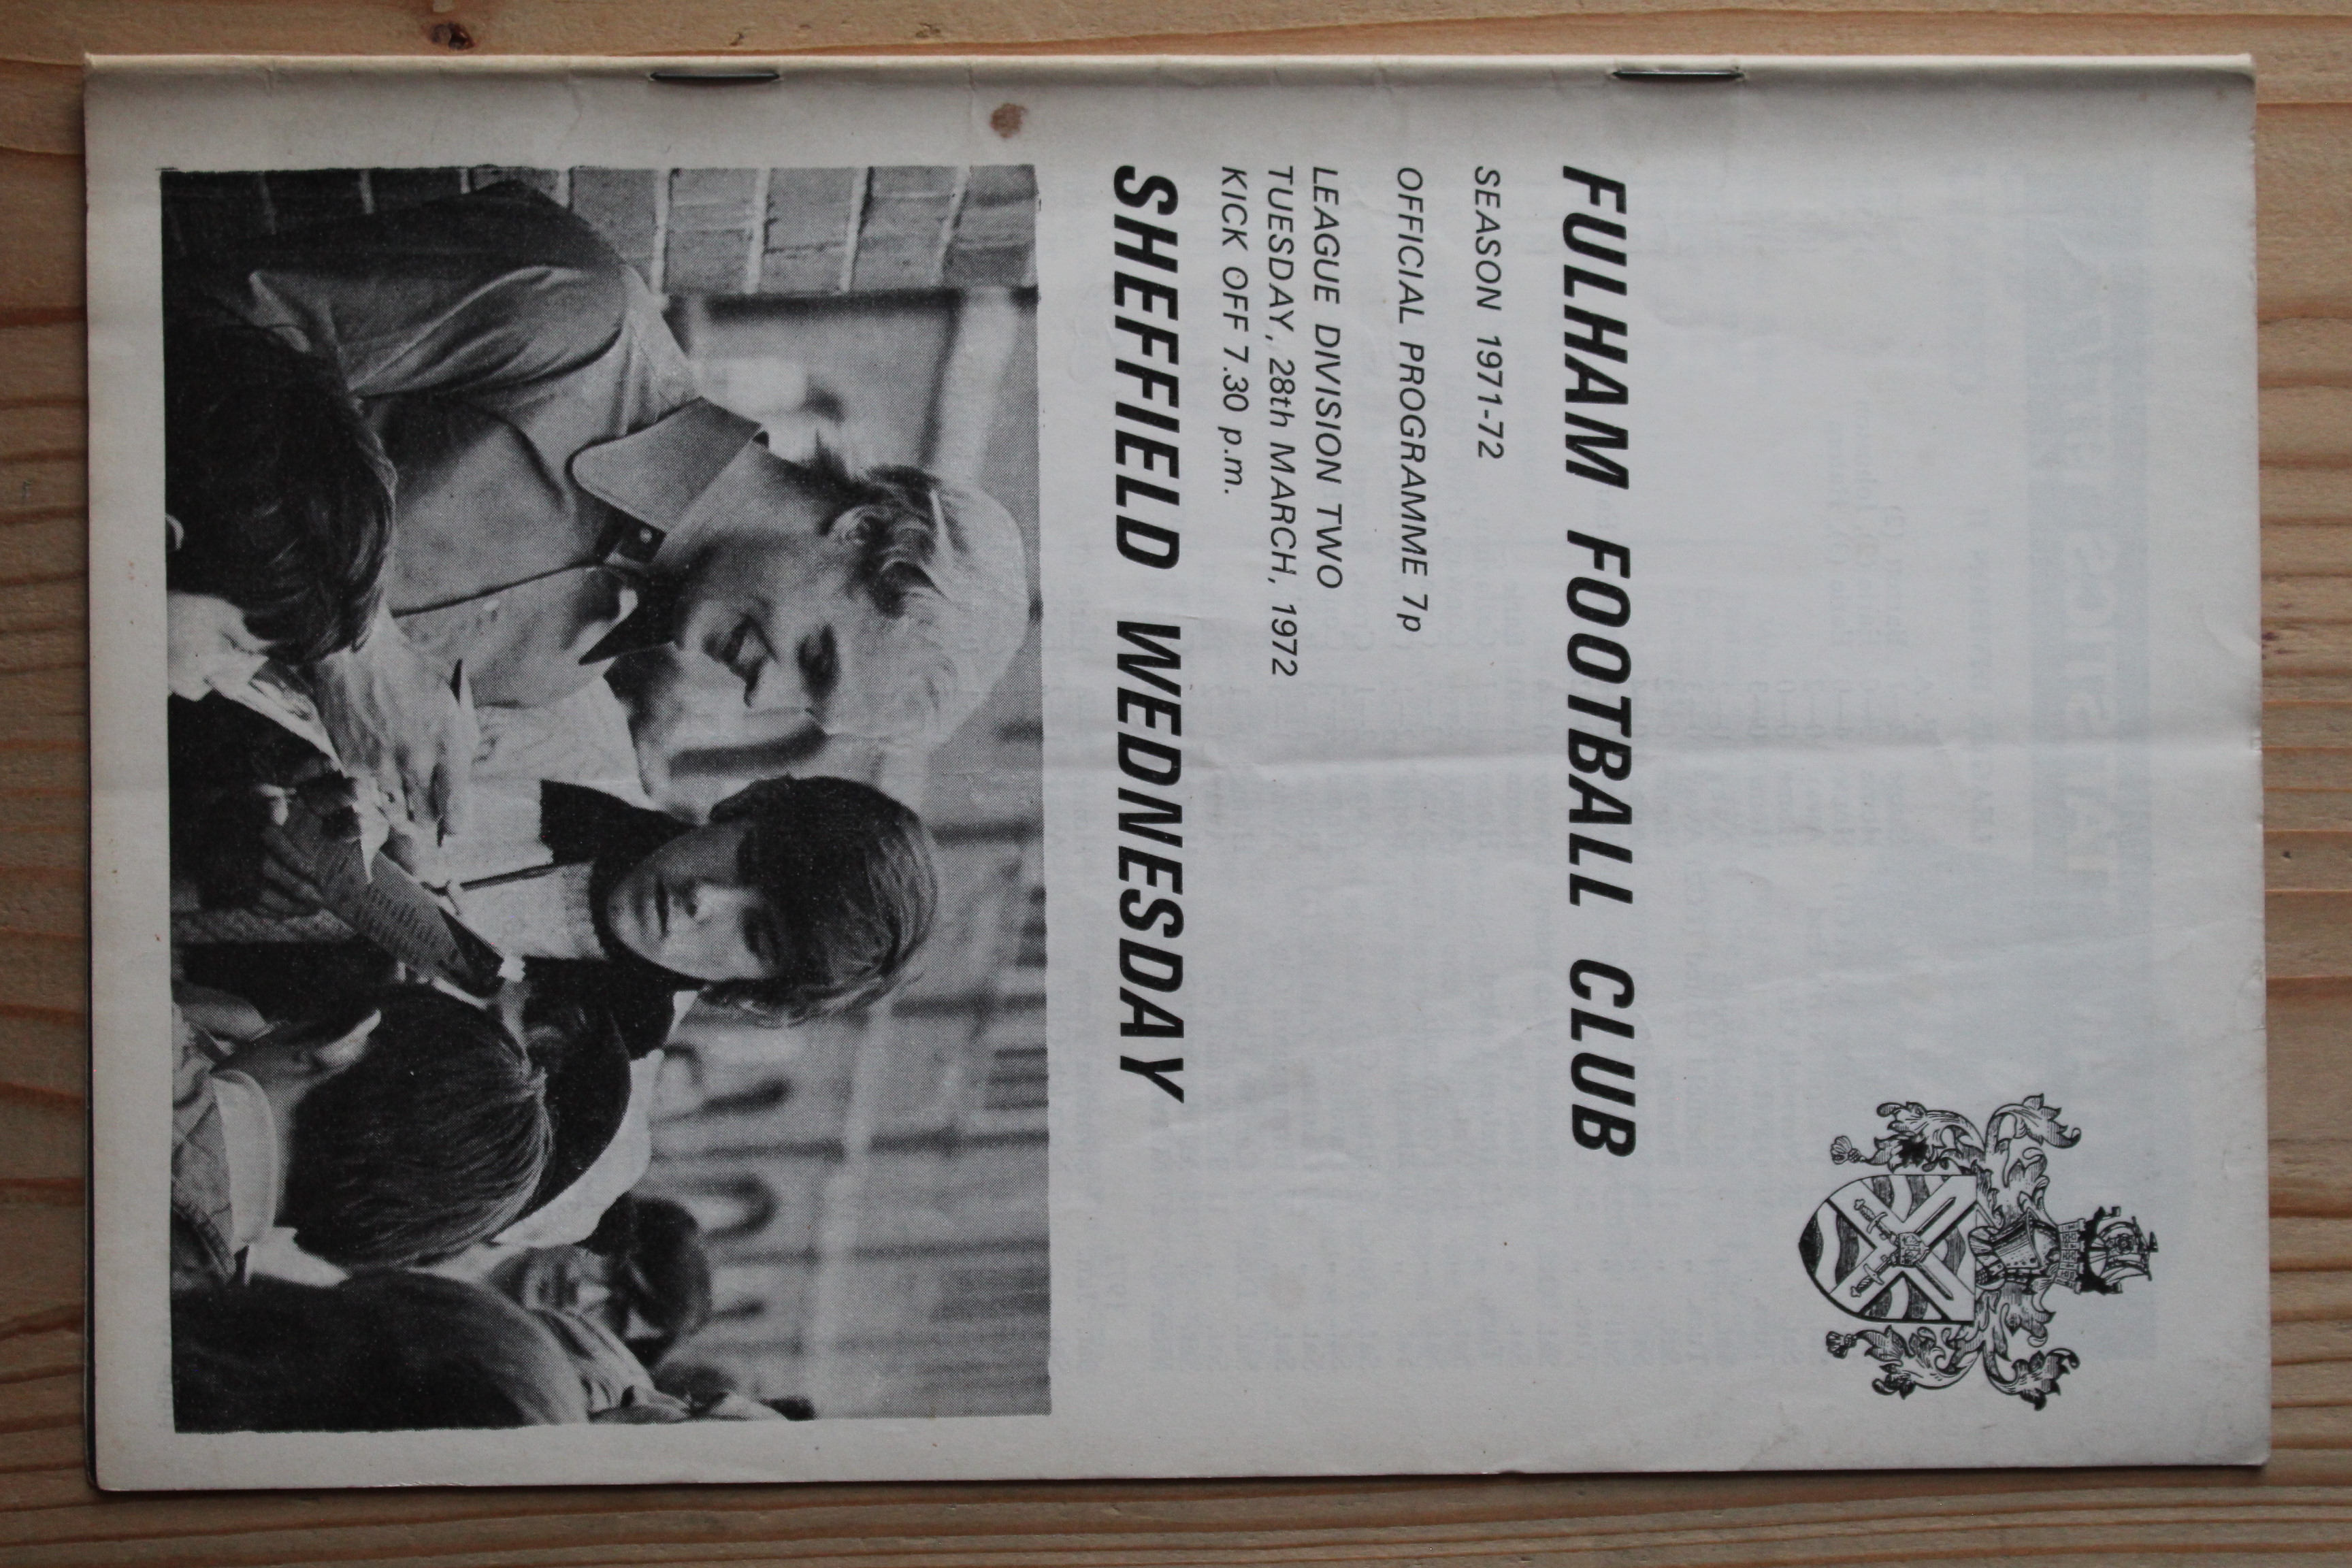 FULHAM FOOTBALL CLUB
SEASON 1971-72
OFFICIAL PROGRAMME 7p
LEAGUE DIVISION TWO
TUESDAY, 28th MARCH, 1972
KICK OFF 7.30 p.m.
SHEFFIELD WEDNESDAY